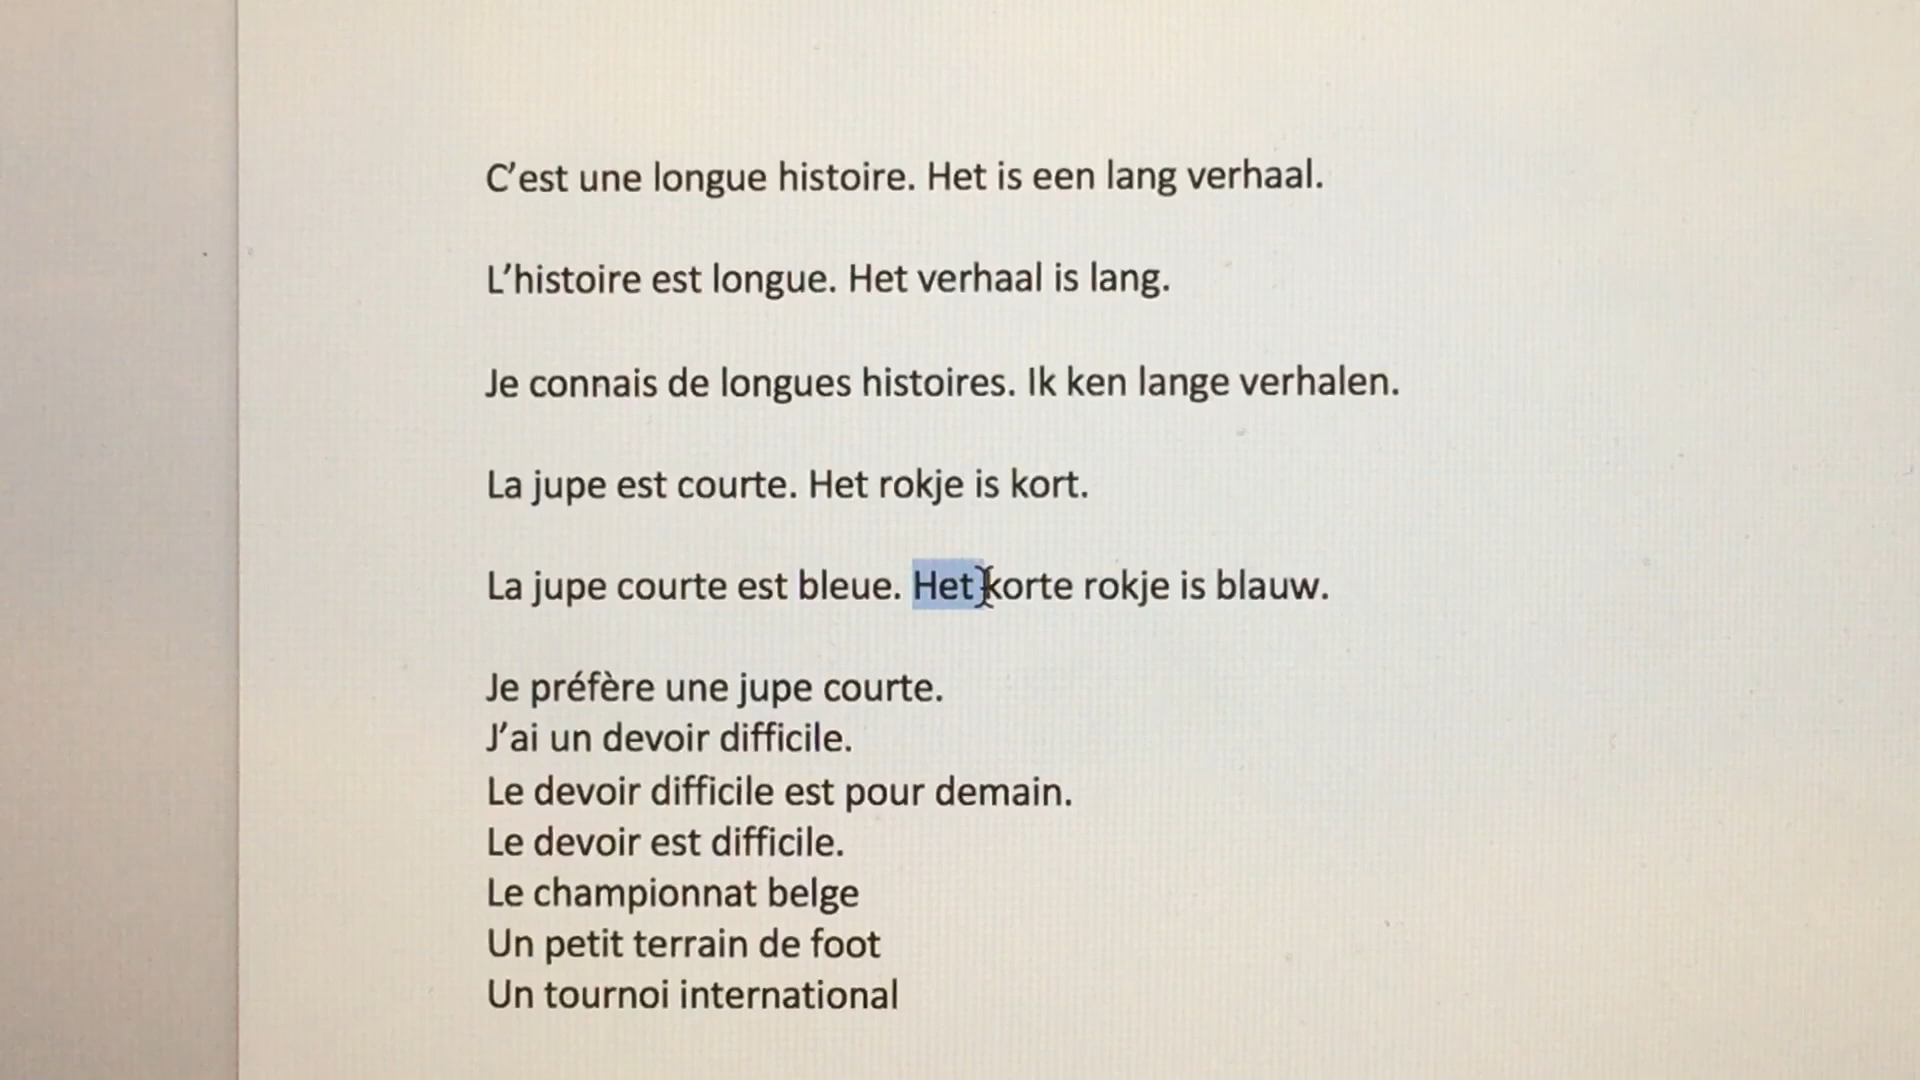 C'est une longue histoire. Het is een lang verhaal.
L'histoire est longue. Het verhaal is lang.
Je connais de longues histoires. Ik ken lange verhalen.
La jupe est courte. Het rokje is kort.
La jupe courte est bleue. Het korte rokje is blauw.
Je préfère une jupe courte.
J'ai un devoir difficile.
Le devoir difficile est pour demain.
Le devoir est difficile.
Le championnat belge
Un petit terrain de foot
Un tournoi international